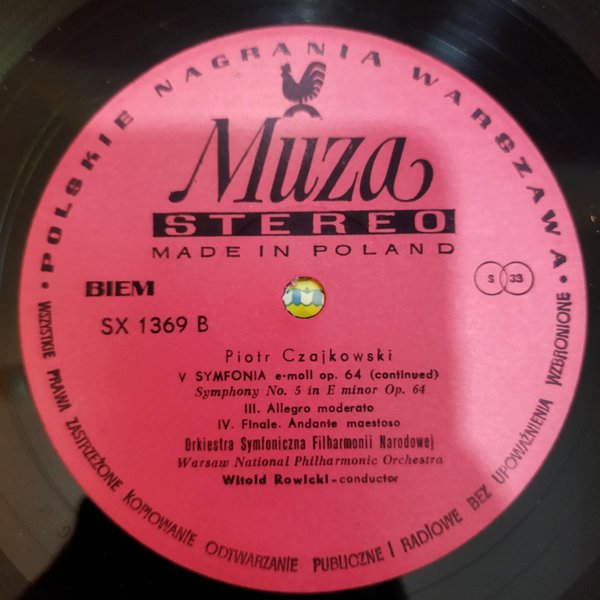 • POLSKIE NAGRANIA WARSZAWA •
Muza
STEREO
MADE IN POLAND
BIEM
S 33
SX 1369 B
Piotr Czajkowski
V SYMFONIA e-moll op. 64 (continued)
Symphony No. 5 in E minor Op. 64
III. Allegro moderato
IV. FInale. Andante maestoso
Orkiestra Symfoniczna Filharmonii Narodowej
Warsaw National Philharmonic Orchestra
Witold Rowicki-conductor
WSZYSTKIE PRAWA ZASTRZEŻONE KOPIOWANIE ODTWARZANIE PUBLICZNE I RADIOWE BEZ UPOWAŻNIENIA WZBRONIONE